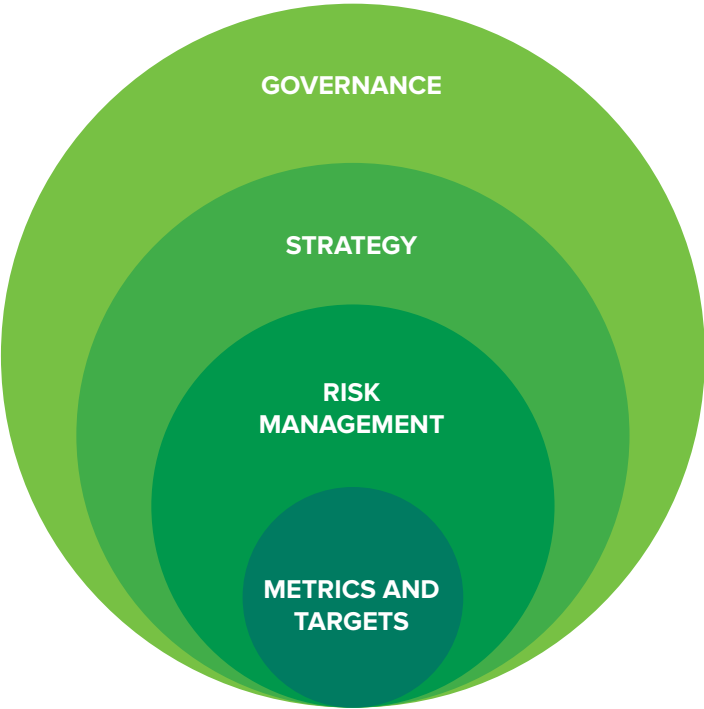 GOVERNANCE
STRATEGY
RISK
MANAGEMENT
METRICS AND
TARGETS